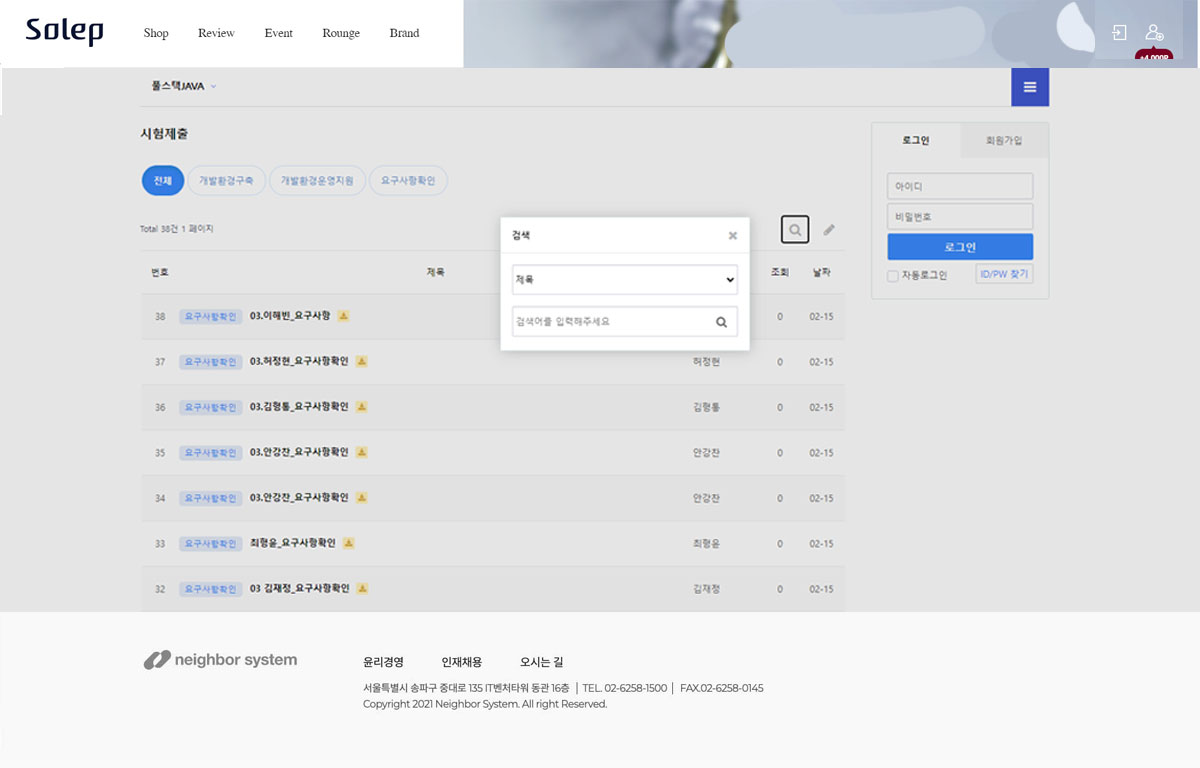 Solep
Shop Review Event Rounge Brand
풀스택JAVA
시험제출
전체 개발환경구축 개발환경운영지원 요구사항확인
Total 38건 1 페이지
번호 제목 조회 날짜
검색
제목
검색어를 입력해주세요
38 요구사항확인 03.이해빈_요구사항 0 02-15
37 요구사항확인 03.허정현_요구사항확인 허정현 0 02-15
36 요구사항확인 03.김형통_요구사항확인 김형통 0 02-15
35 요구사항확인 03.안강찬_요구사항확인 안강찬 0 02-15
34 요구사항확인 03.안강찬_요구사항확인 안강찬 0 02-15
33 요구사항확인 최형윤_요구사항확인 최형윤 0 02-15
32 요구사항확인 03 김재정_요구사항확인 김재정 0 02-15
로그인 회원가입
아이디
비밀번호
로그인
자동로그인 ID/PW 찾기
neighbor system
윤리경영 인재채용 오시는 길
서울특별시 송파구 중대로 135 IT벤처타워 동관 16층 | TEL. 02-6258-1500 | FAX.02-6258-0145
Copyright 2021 Neighbor System. All right Reserved.